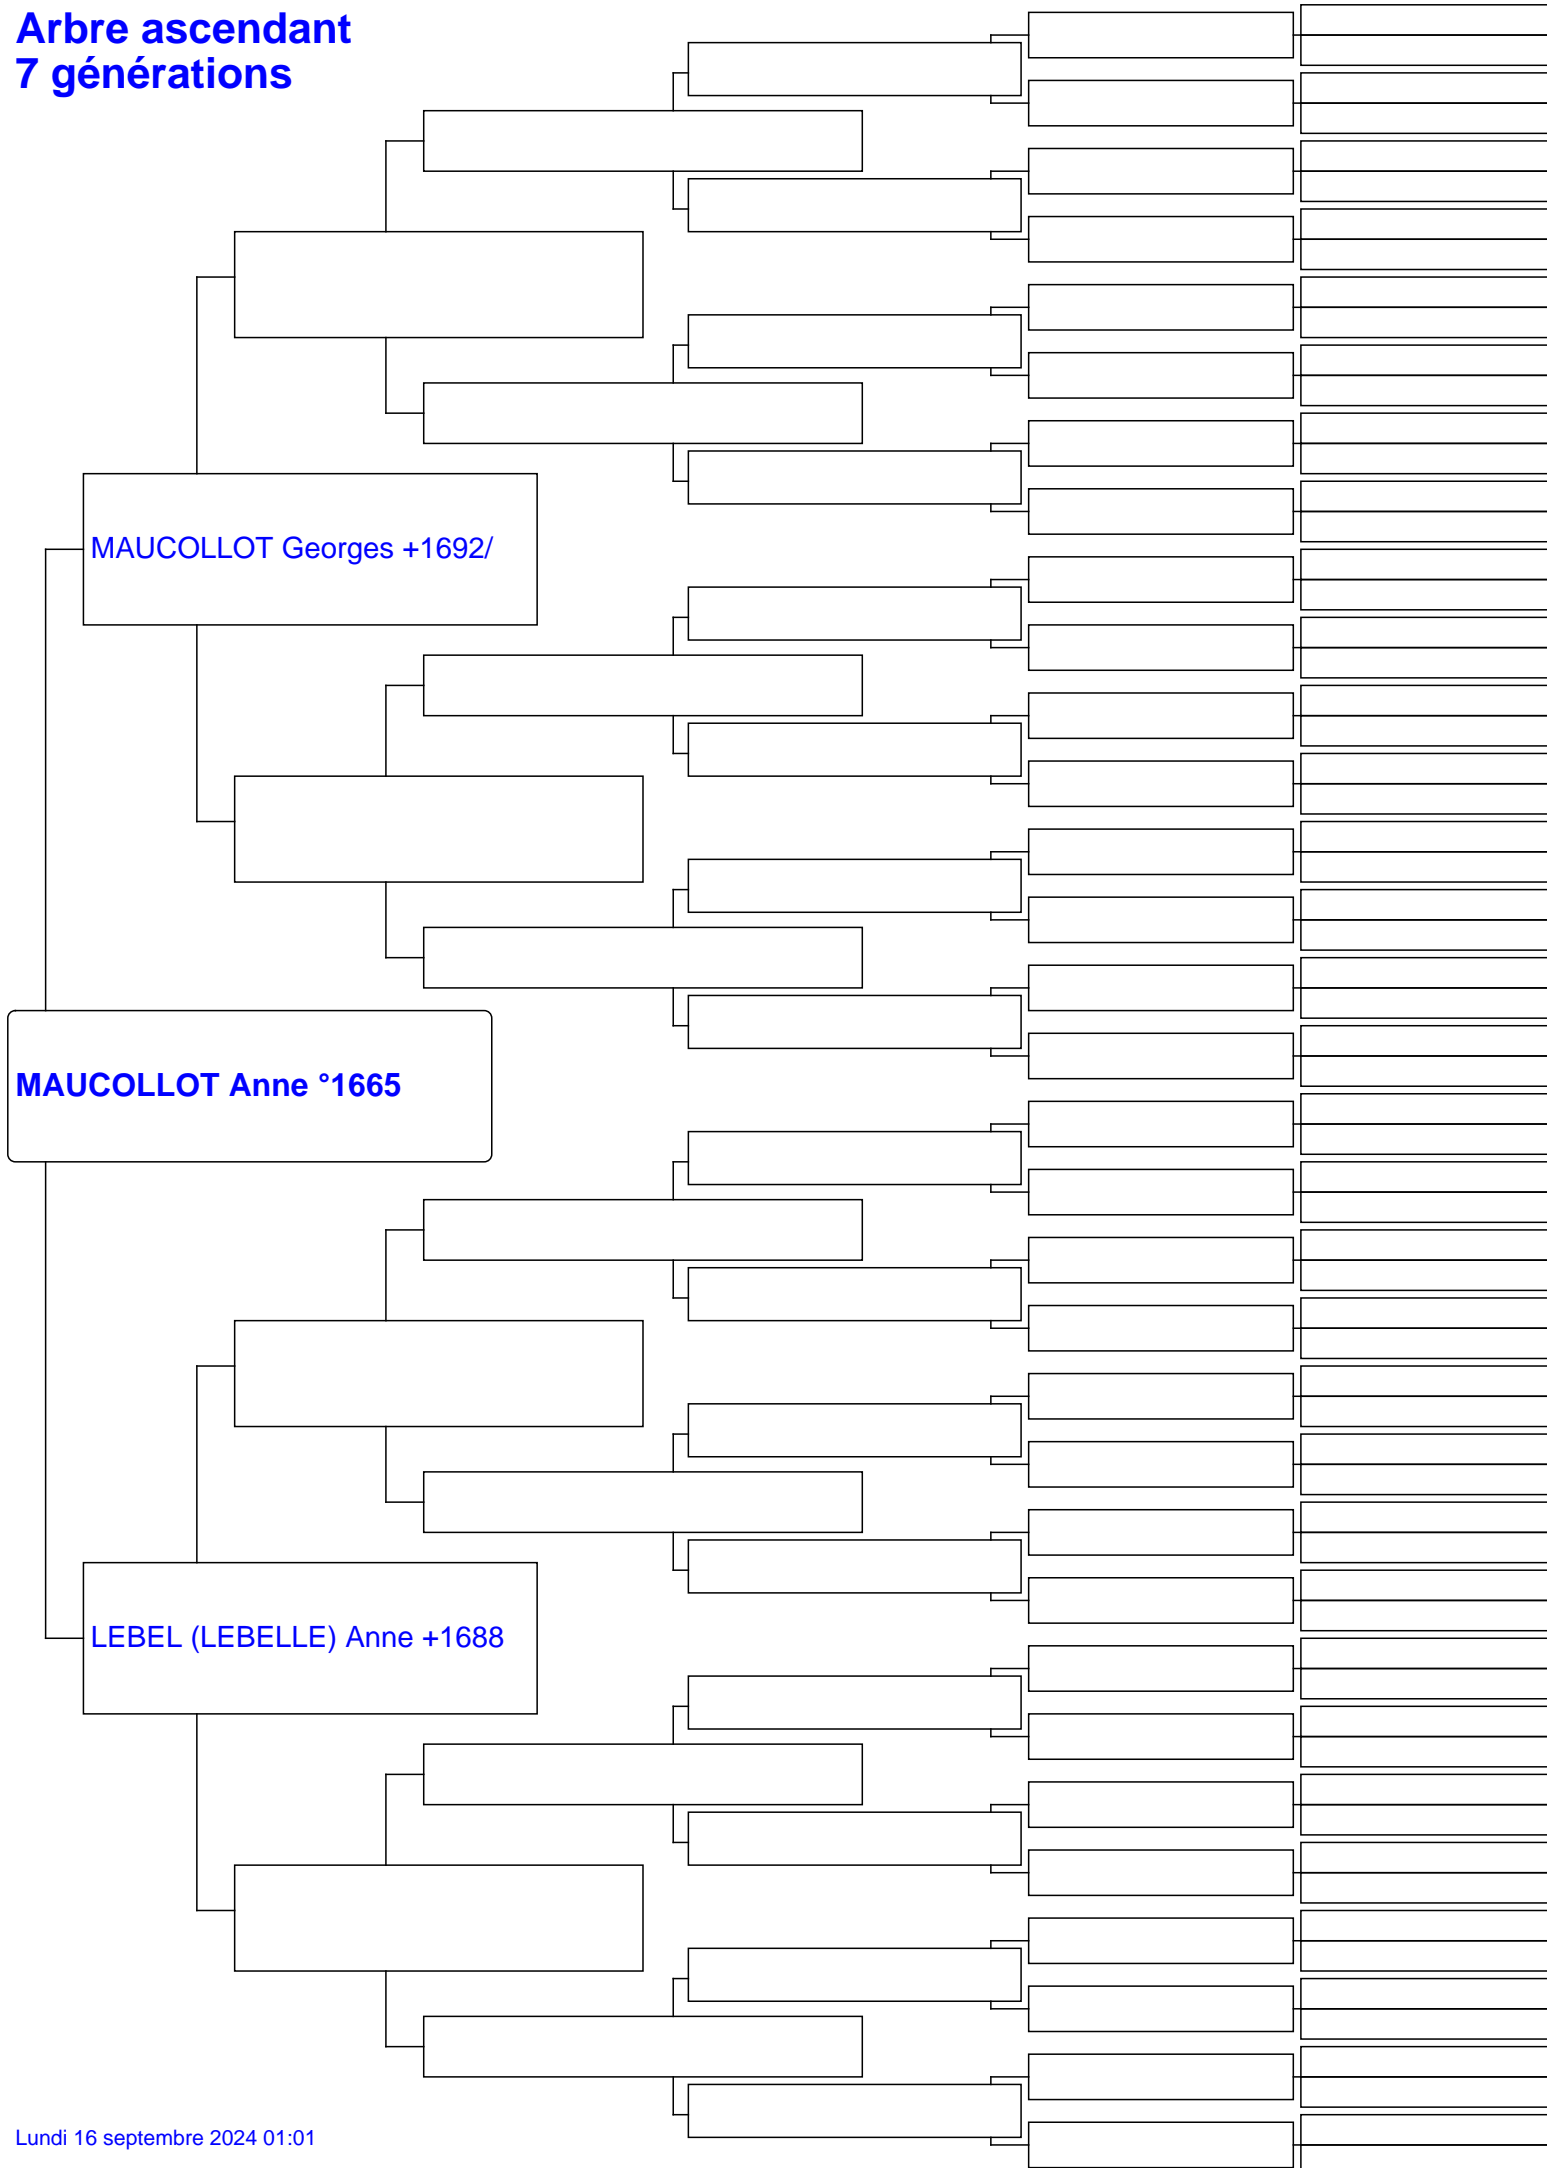 Arbre ascendant
7 générations
MAUCOLLOT Georges +1692/
MAUCOLLOT Anne °1665
LEBEL (LEBELLE) Anne +1688
Lundi 16 septembre 2024 01:01